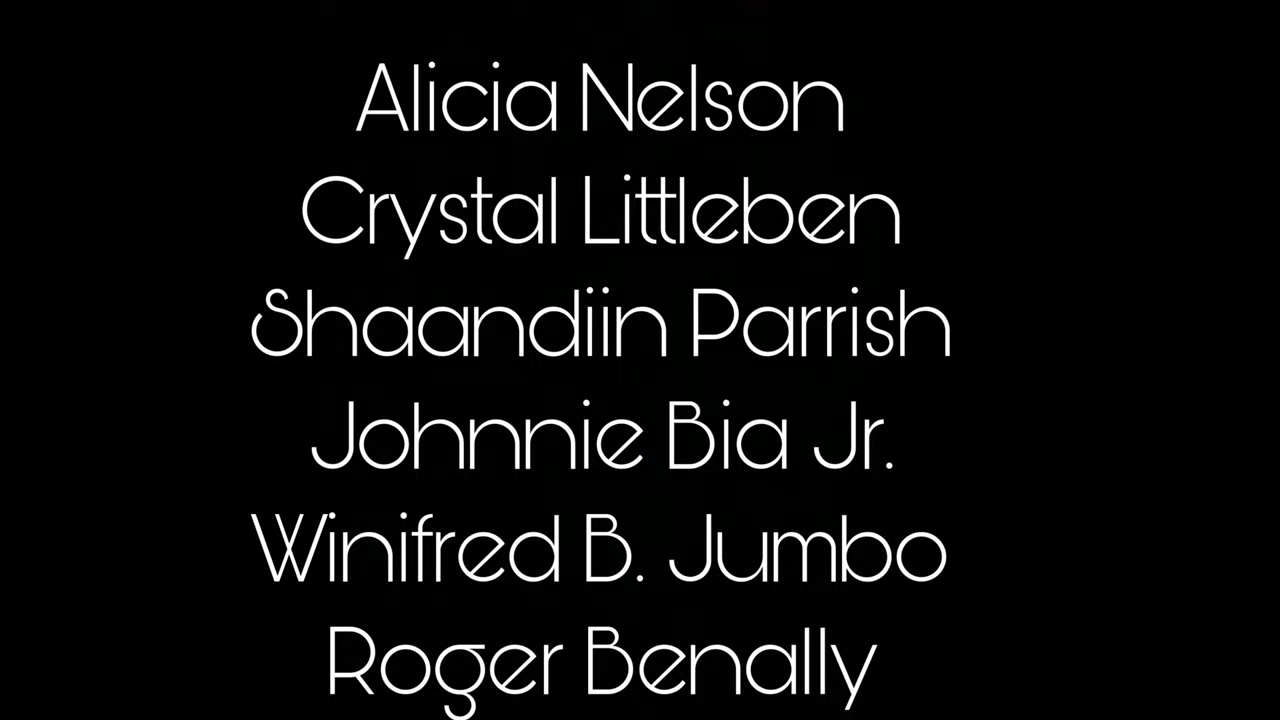 Alicia Nelson
Crystal Littleben
Shaandiin Parrish
Johnnie Bia Jr.
Winifred B. Jumbo
Roger Benally